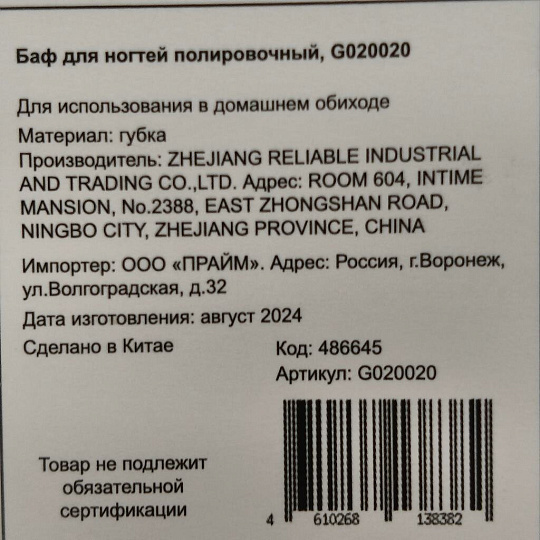 Баф для ногтей полировочный, G020020
Для использования в домашнем обиходе
Материал: губка
Производитель: ZHEJIANG RELIABLE INDUSTRIAL
AND TRADING CO.,LTD. Адрес: ROOM 604, INTIME
MANSION, No.2388, EAST ZHONGSHAN ROAD,
NINGBO CITY, ZHEJIANG PROVINCE, CHINA
Импортер: ООО «ПРАЙМ». Адрес: Россия, г.Воронеж,
ул.Волгоградская, д.32
Дата изготовления: август 2024
Сделано в Китае
Код: 486645
Артикул: G020020
Товар не подлежит
обязательной
сертификации
4 610268 138382